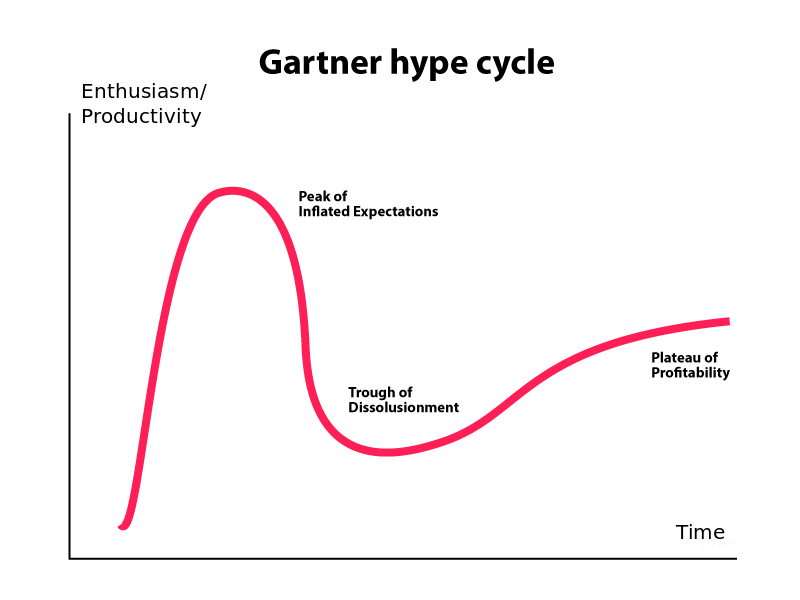 Gartner hype cycle
Enthusiasm/
Productivity
Peak of
Inflated Expectations
Trough of
Dissolusionment
Plateau of
Profitability
Time